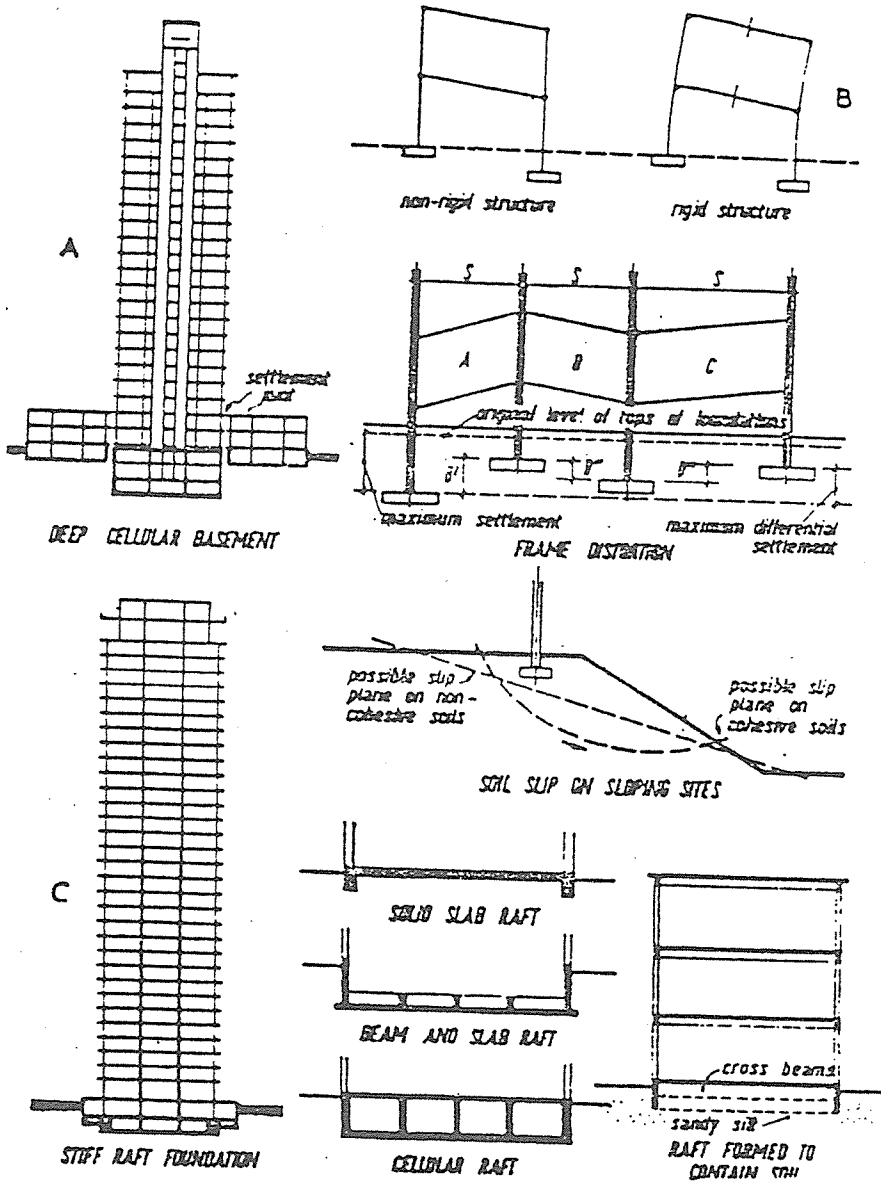 A
settlement
joint
DEEP CELLULAR BASEMENT
B
non-rigid structure
rigid structure
S S S
A B C
original level of tops of foundations
maximum settlement
maximum differential
settlement
FRAME DISTORTION
possible slip
plane on non-
cohesive soils
possible slip
plane on
cohesive soils
SOIL SLIP ON SLOPING SITES
C
STIFF RAFT FOUNDATION
SOLID SLAB RAFT
BEAM AND SLAB RAFT
CELLULAR RAFT
cross beams
sandy silt
RAFT FORMED TO
CONTAIN SOIL